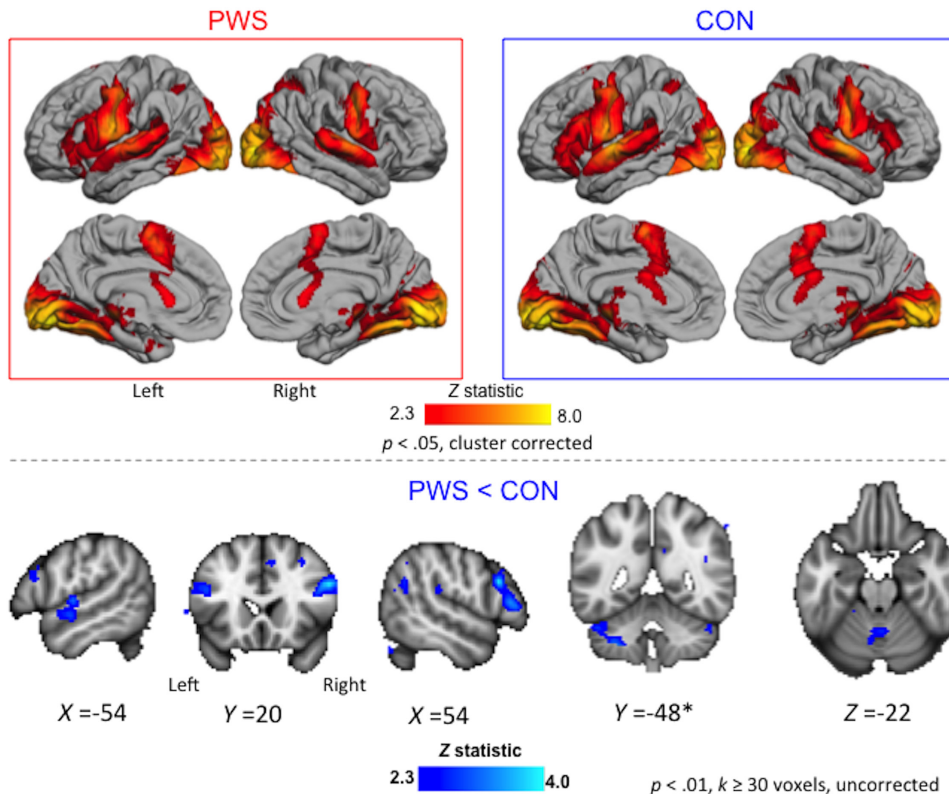 PWS CON
Left Right
Z statistic
2.3 8.0
p < .05, cluster corrected
PWS < CON
Left Right
X =-54 Y =20 X =54 Y =-48* Z =-22
Z statistic
2.3 4.0
p < .01, k ≥ 30 voxels, uncorrected